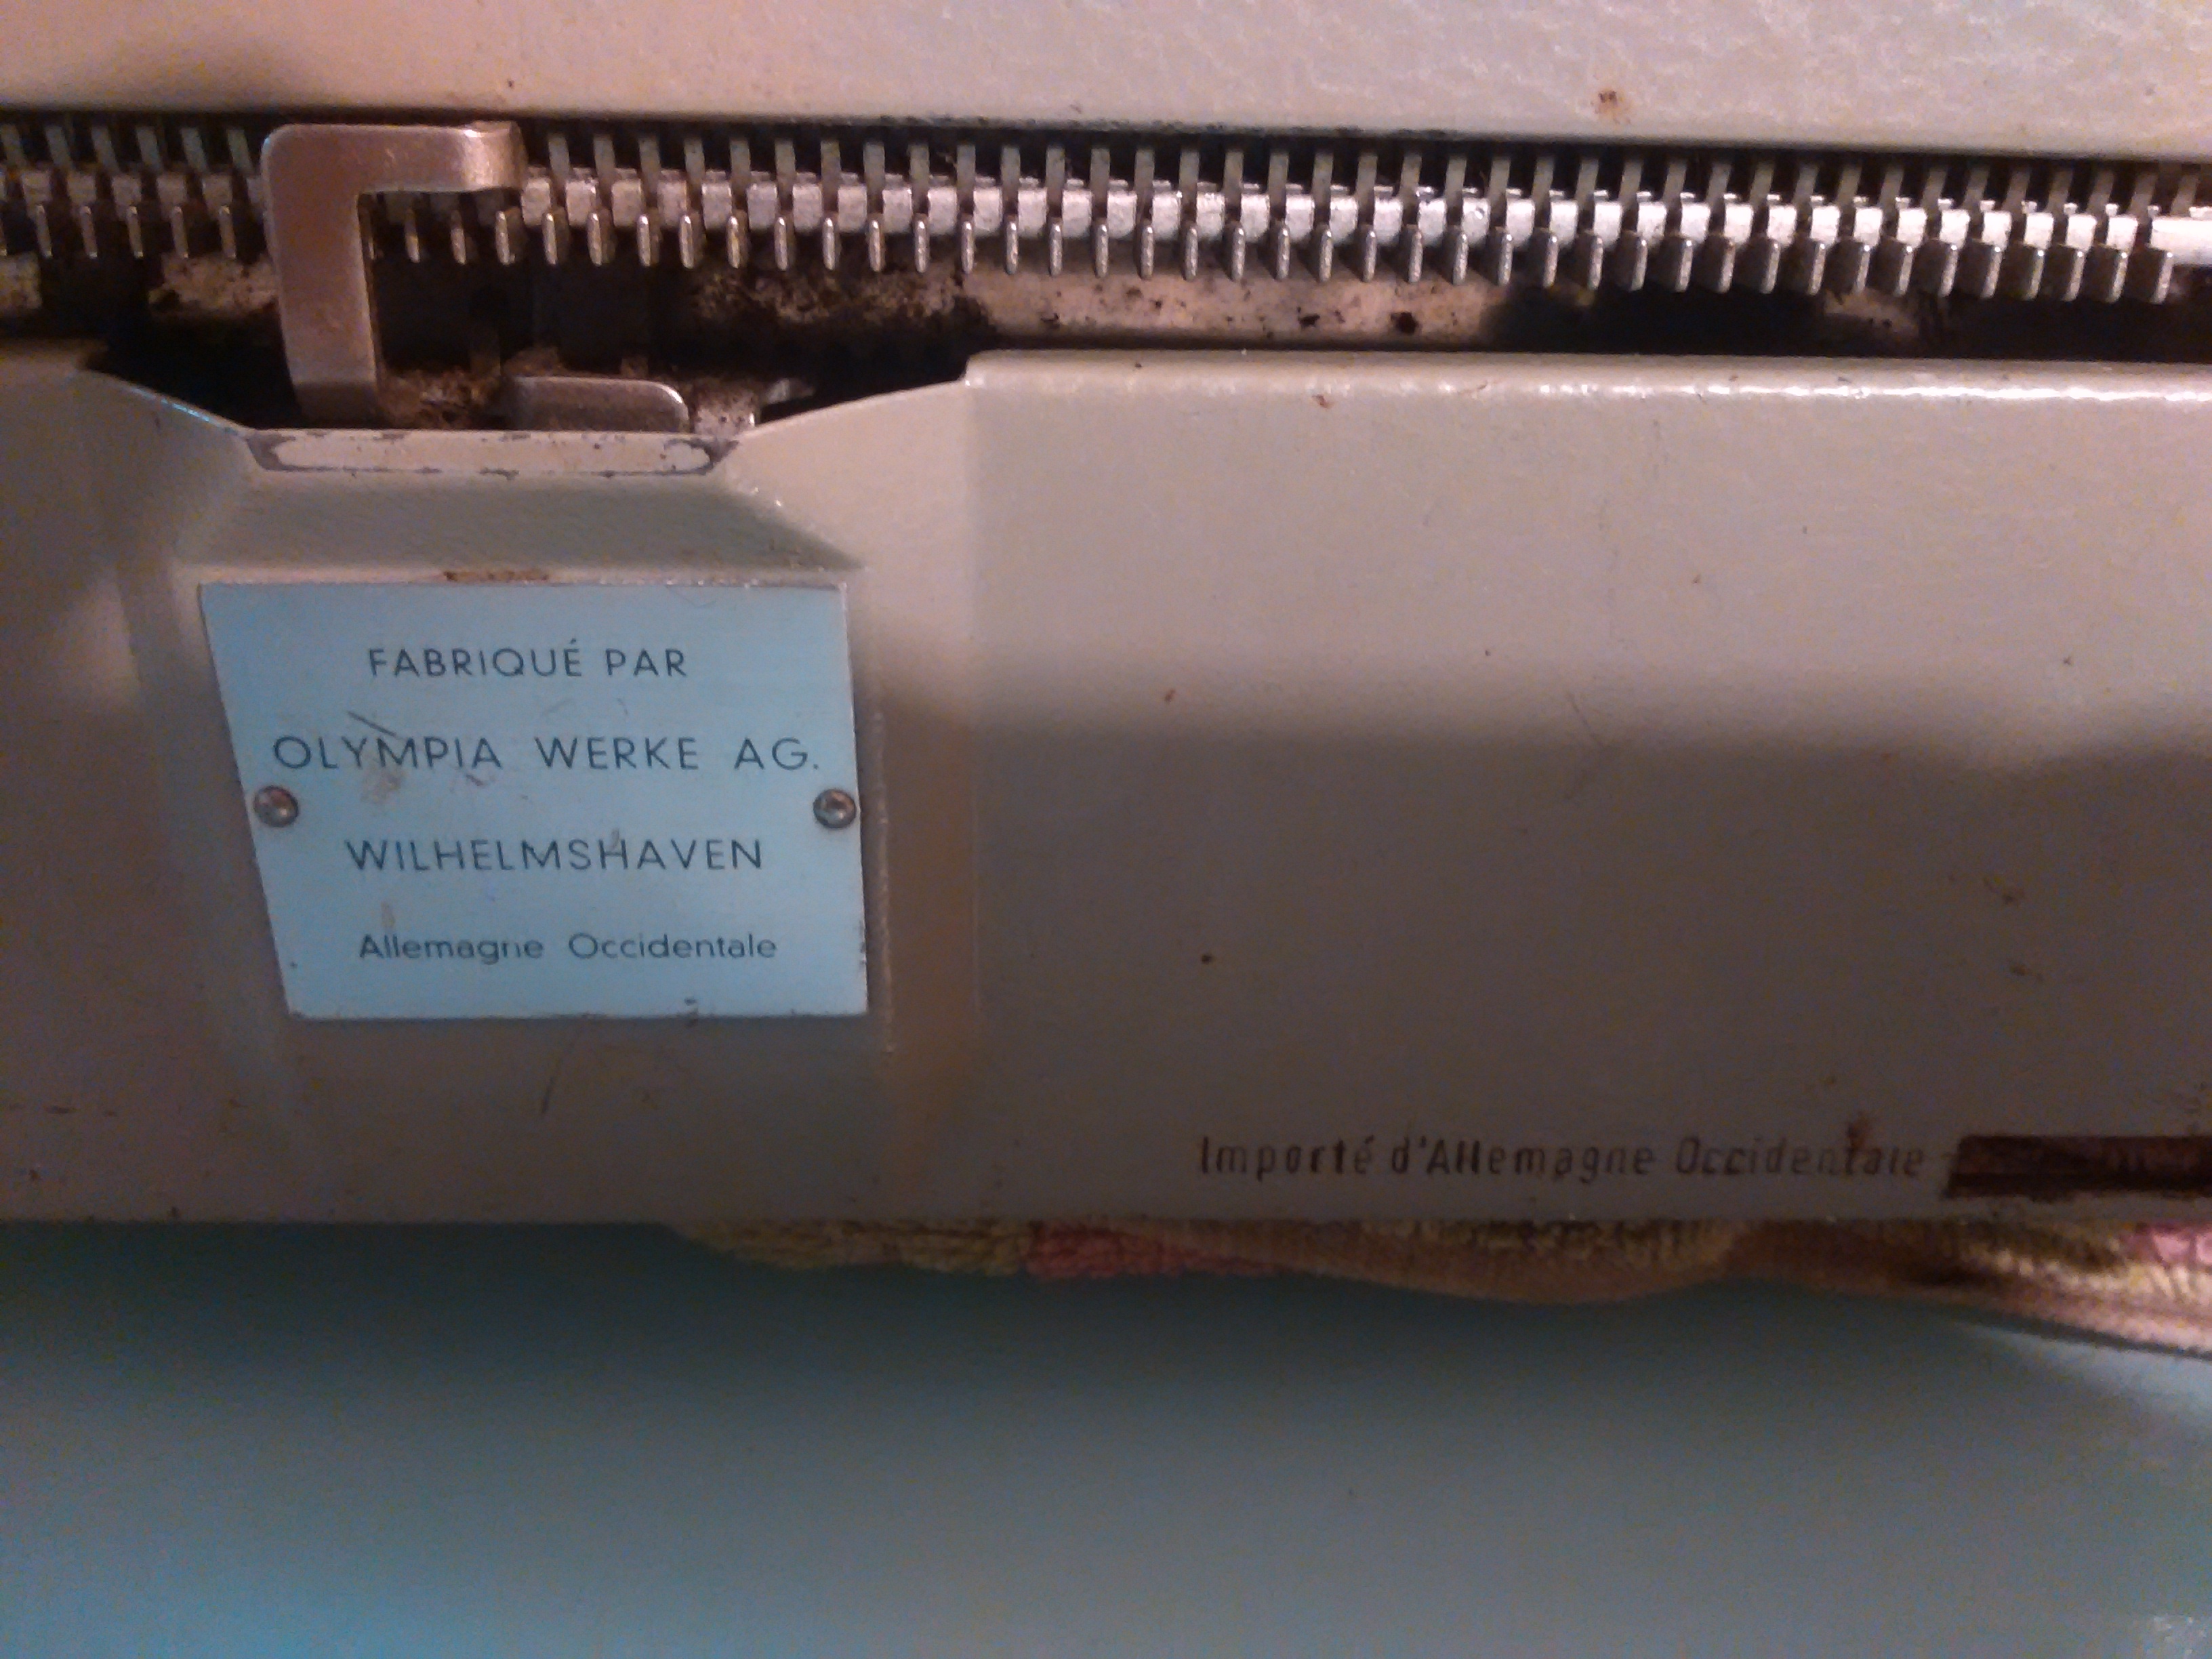 FABRIQUÉ PAR
OLYMPIA WERKE AG.
WILHELMSHAVEN
Allemagne Occidentale
Importé d'Allemagne Occidentale